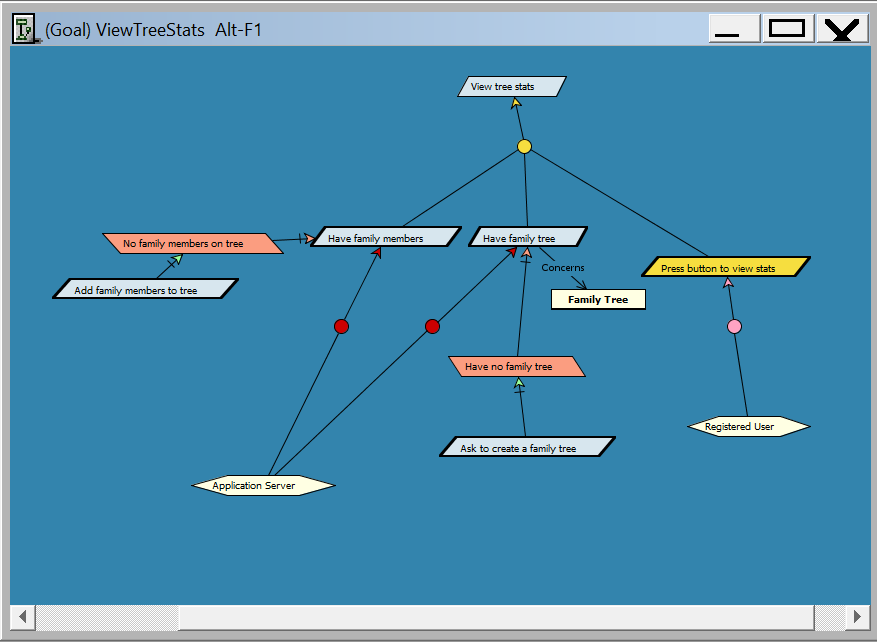 (Goal) ViewTreeStats Alt-F1
View tree stats
No family members on tree
Have family members
Have family tree
Concerns
Press button to view stats
Add family members to tree
Family Tree
Have no family tree
Registered User
Ask to create a family tree
Application Server